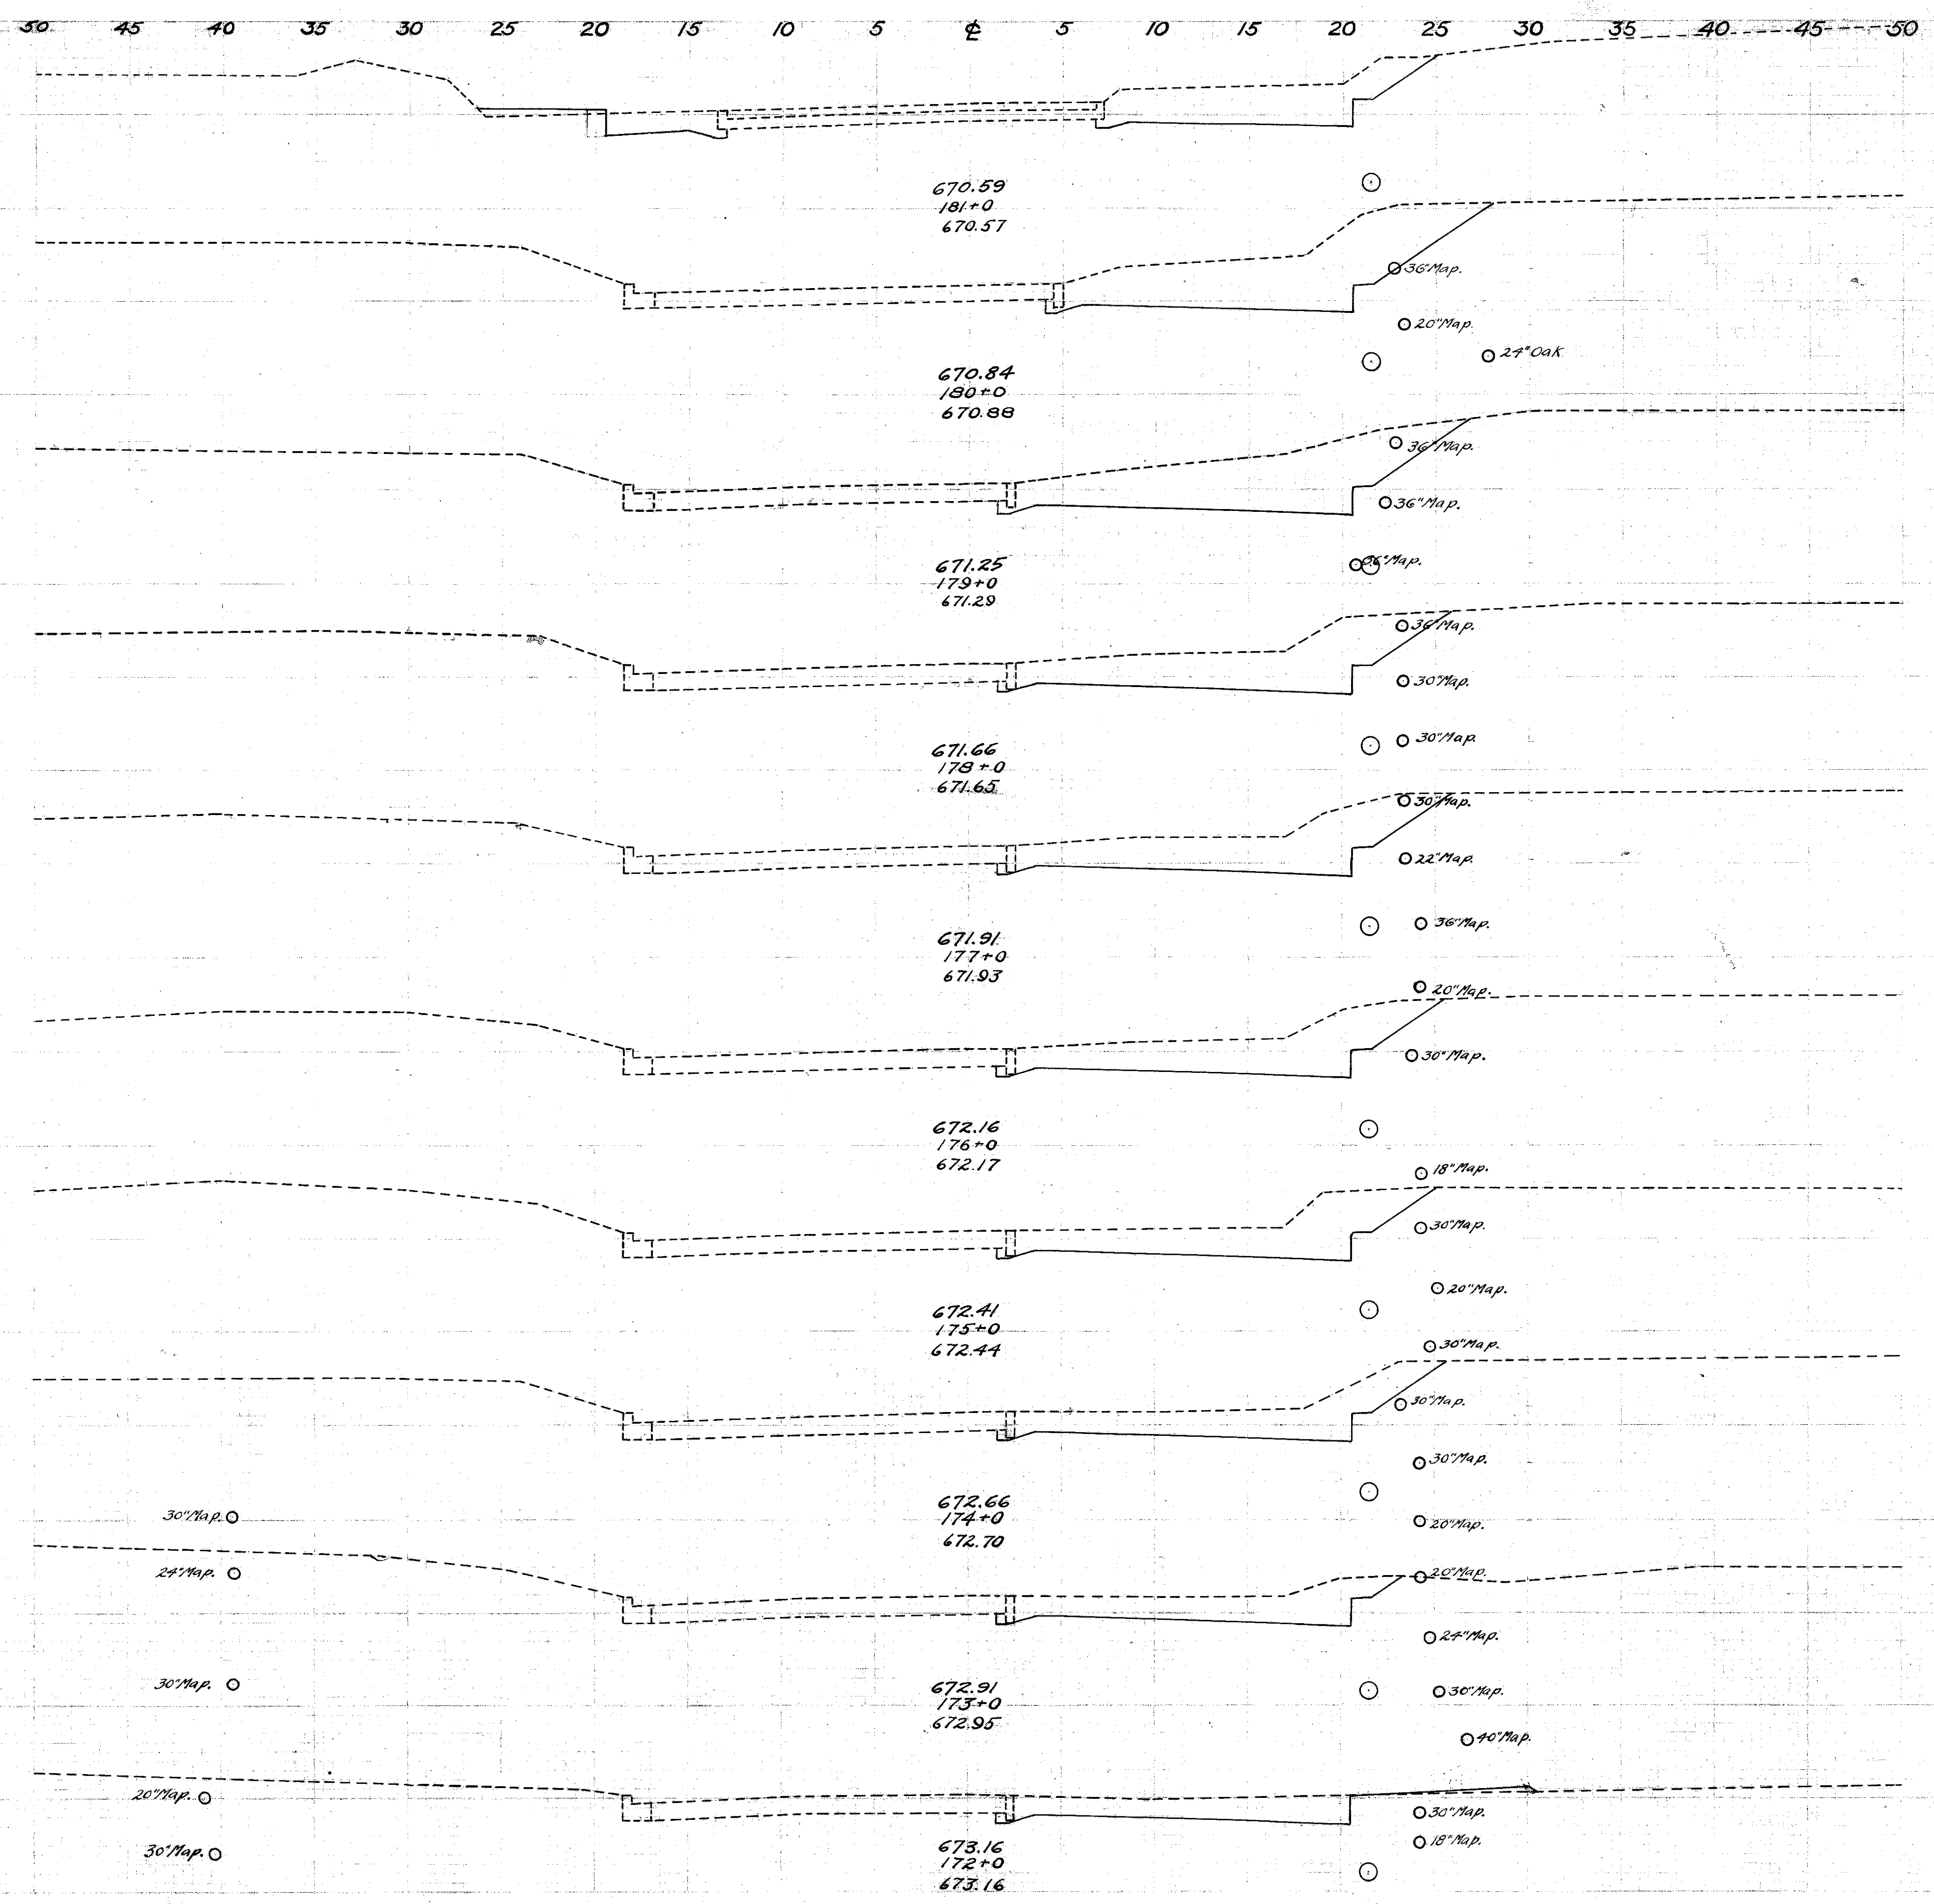 50 45 40 35 30 25 20 15 10 5 ℄ 5 10 15 20 25 30 35 40 45 50
670.59
181+0
670.57
36"Map.
20"Map.
24"Oak
670.84
180+0
670.88
36"Map.
36"Map.
671.25
179+0
671.29
36"Map.
36"Map.
30"Map.
30"Map.
671.66
178+0
671.65
30"Map.
22"Map.
36"Map.
671.91
177+0
671.93
20"Map.
30"Map.
672.16
176+0
672.17
18"Map.
30"Map.
20"Map.
672.41
175+0
672.44
30"Map.
30"Map.
30"Map.
672.66
174+0
672.70
30"Map.
20"Map.
24"Map.
20"Map.
24"Map.
30"Map.
672.91
173+0
672.95
30"Map.
40"Map.
20"Map.
30"Map.
18"Map.
30"Map.
673.16
172+0
673.16